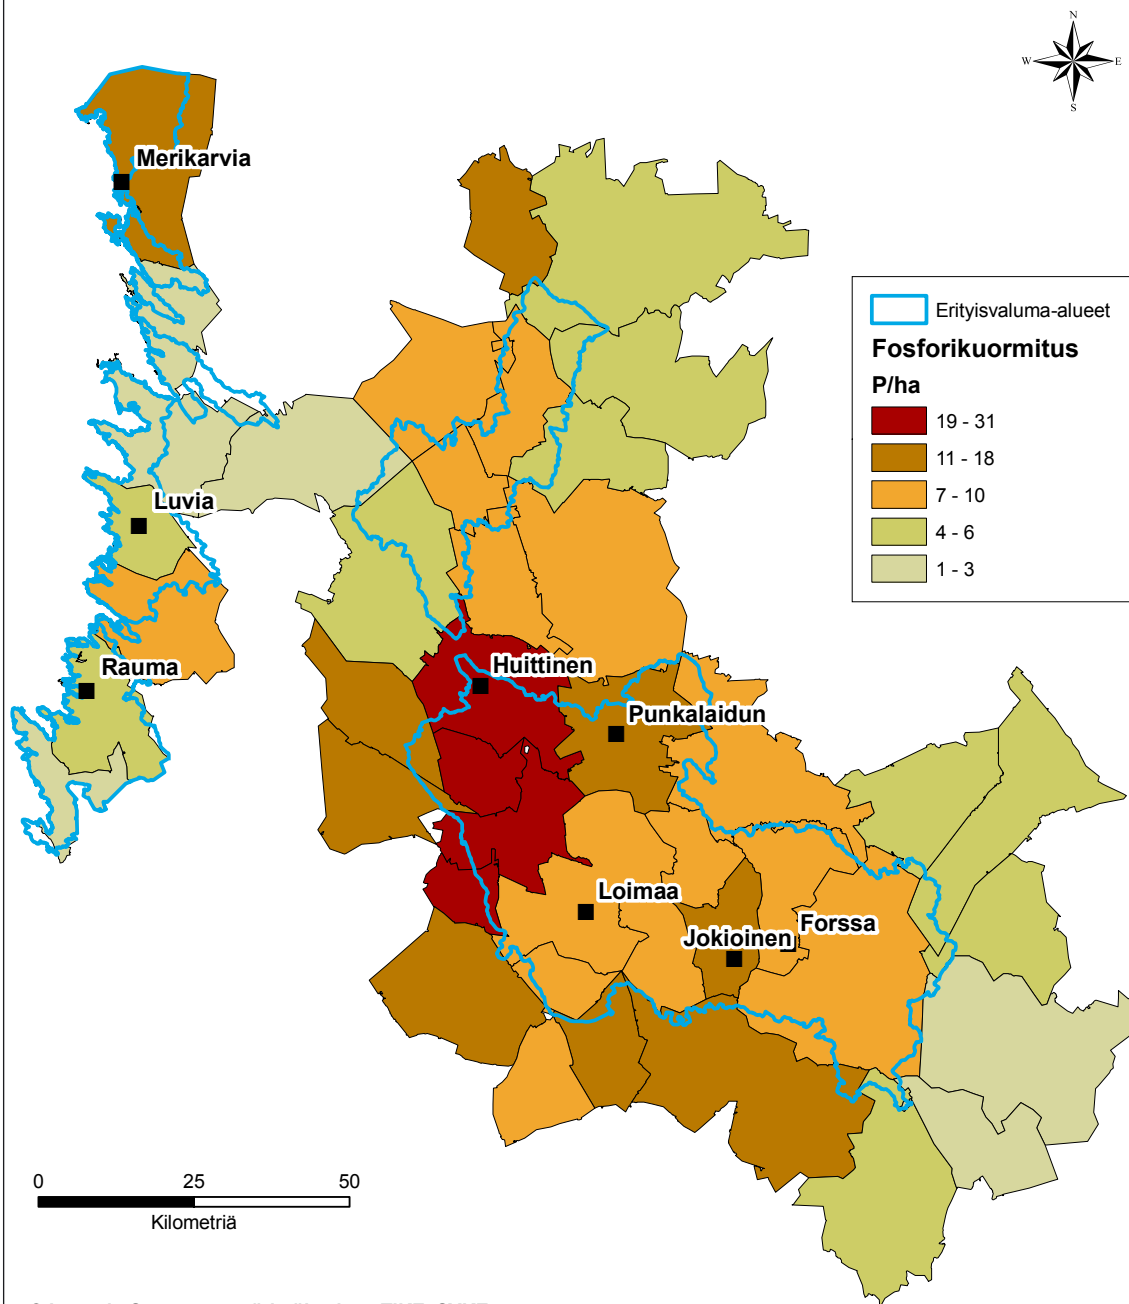 N
W E
S
Merikarvia
Erityisvaluma-alueet
Fosforikuormitus
P/ha
19 - 31
11 - 18
7 - 10
4 - 6
1 - 3
Luvia
Rauma
Huittinen
Punkalaidun
Loimaa
Forssa
Jokioinen
0 25 50
Kilometriä